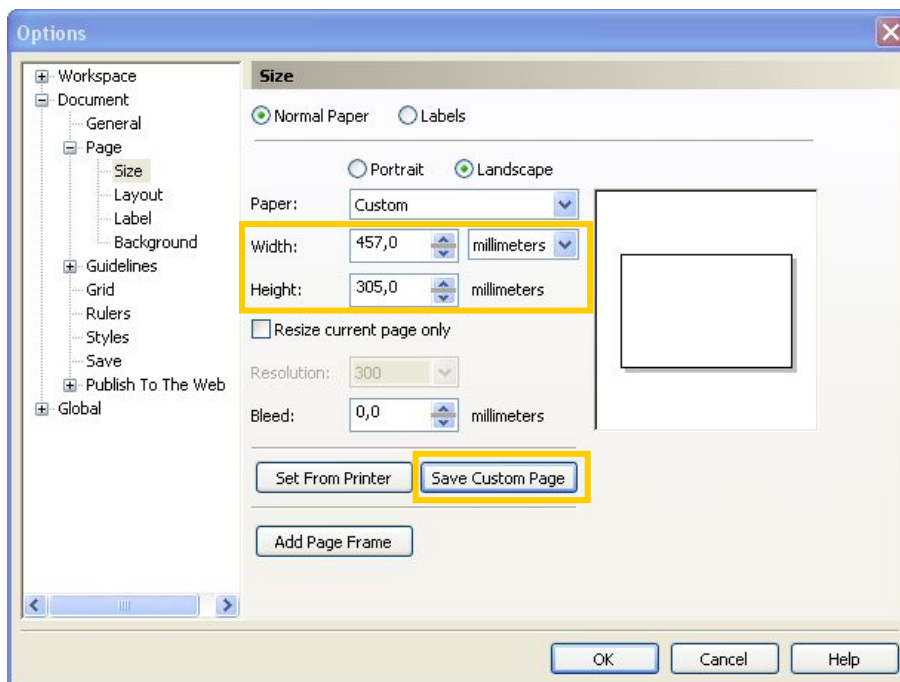 Options
Workspace
Document
General
Page
Size
Layout
Label
Background
Guidelines
Grid
Rulers
Styles
Save
Publish To The Web
Global
Size
Normal Paper Labels
Portrait Landscape
Paper: Custom
Width: 457,0 millimeters
Height: 305,0 millimeters
Resize current page only
Resolution: 300
Bleed: 0,0 millimeters
Set From Printer Save Custom Page
Add Page Frame
OK Cancel Help